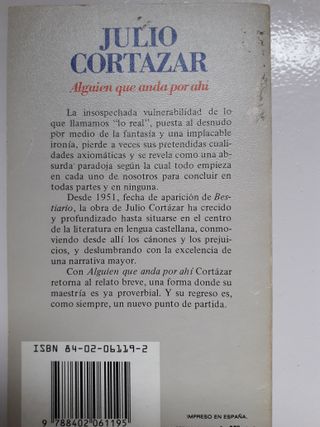 JULIO
CORTAZAR
Alguien que anda por ahí
La insospechada vulnerabilidad de lo
que llamamos "lo real", puesta al desnudo
por medio de la fantasía y una implacable
ironía, pierde a veces sus pretendidas cuali-
dades axiomáticas y se revela como una ab-
surda paradoja según la cual todo empieza
en cada uno de nosotros para concluir en
todas partes y en ninguna.
Desde 1951, fecha de aparición de Bes-
tiario, la obra de Julio Cortázar ha crecido
y profundizado hasta situarse en el centro de
la literatura en lengua castellana, conmo-
viendo desde allí los cánones y los prejui-
cios, y deslumbrando con la excelencia de
una narrativa mayor.
Con Alguien que anda por ahí Cortázar
retorna al relato breve, una forma donde su
maestría es ya proverbial. Y su regreso es,
como siempre, un nuevo punto de partida.
ISBN 84-02-06119-2
9 788402 061195
IMPRESO EN ESPAÑA.